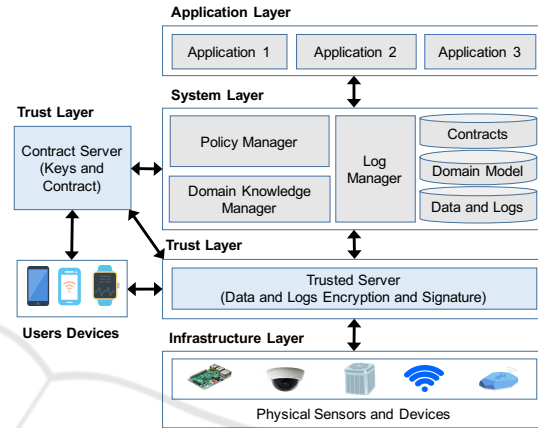 Application Layer
Application 1
Application 2
Application 3
System Layer
Trust Layer
Contract Server
(Keys and
Contract)
Policy Manager
Domain Knowledge
Manager
Log
Manager
Contracts
Domain Model
Data and Logs
Trust Layer
Trusted Server
(Data and Logs Encryption and Signature)
Users Devices
Infrastructure Layer
Physical Sensors and Devices